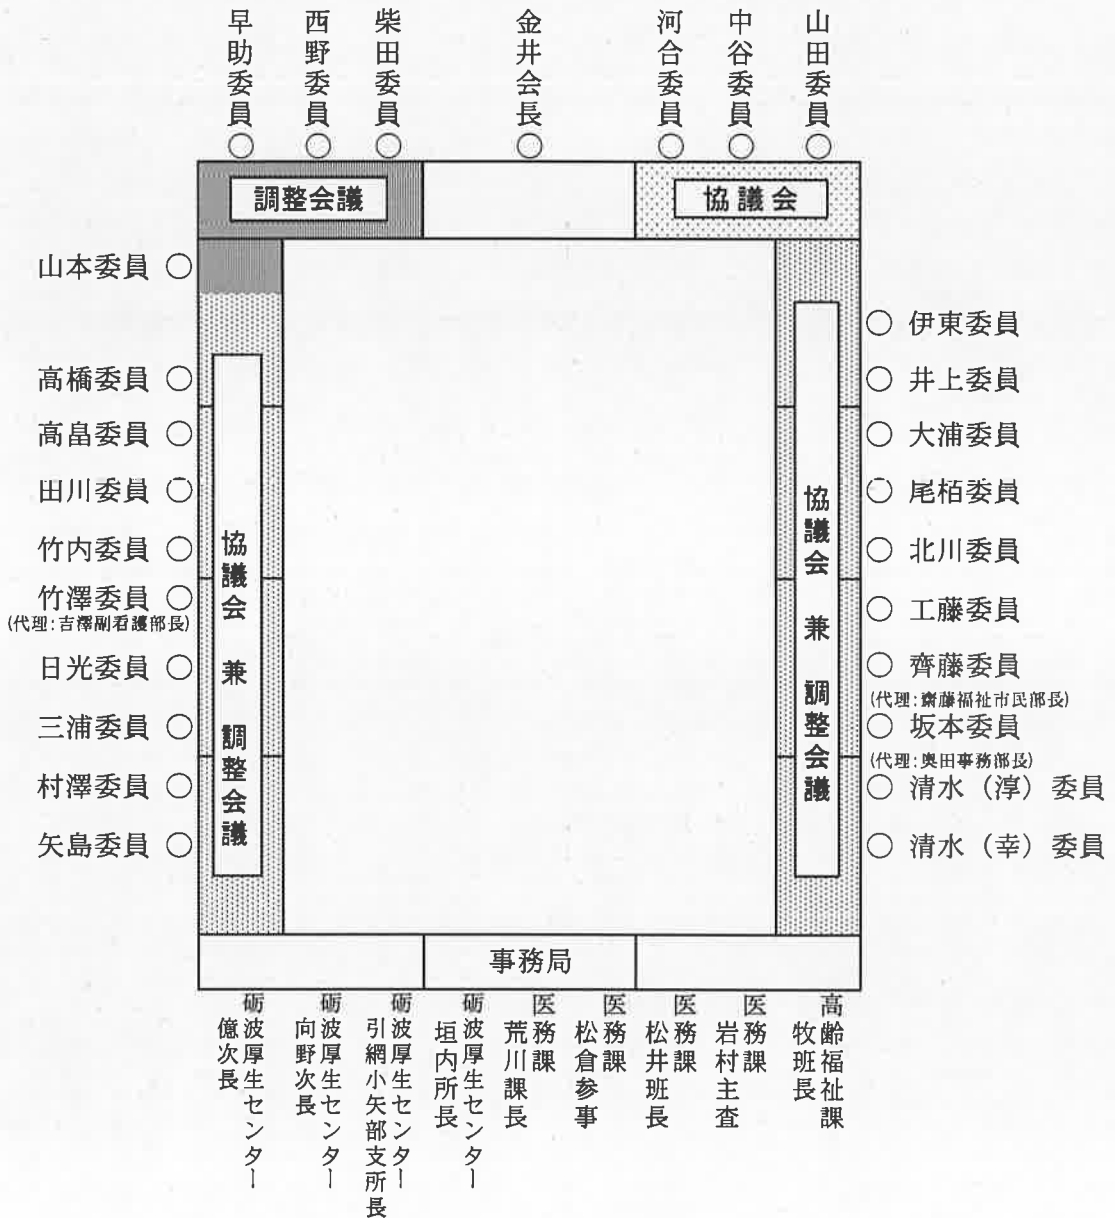 早助委員
西野委員
柴田委員
金井会長
河合委員
中谷委員
山田委員
調整会議
協議会
山本委員
高橋委員
高畠委員
田川委員
竹内委員
竹澤委員
(代理:吉澤副看護部長)
日光委員
三浦委員
村澤委員
矢島委員
協議会 兼 調整会議
協議会 兼 調整会議
伊東委員
井上委員
大浦委員
尾栢委員
北川委員
工藤委員
齊藤委員
(代理:齋藤福祉市民部長)
坂本委員
(代理:奥田事務部長)
清水(淳)委員
清水(幸)委員
事務局
砺波厚生センター
億次長
砺波厚生センター
向野次長
砺波厚生センター
引網小矢部支所長
砺波厚生センター
垣内所長
医務課
荒川課長
医務課
松倉参事
医務課
松井班長
医務課
岩村主査
高齢福祉課
牧班長